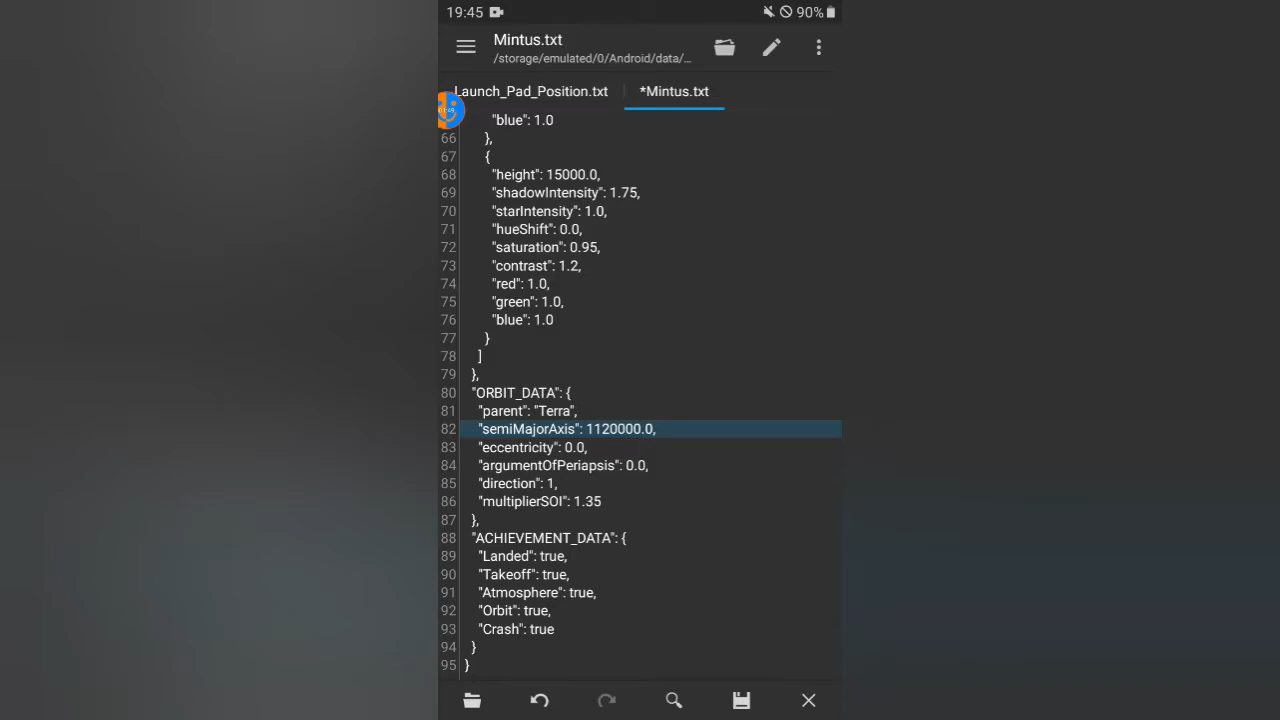 19:45
90%
Mintus.txt
/storage/emulated/0/Android/data/…
Launch_Pad_Position.txt
*Mintus.txt
"blue": 1.0
66 },
67 {
68 "height": 15000.0,
69 "shadowIntensity": 1.75,
70 "starIntensity": 1.0,
71 "hueShift": 0.0,
72 "saturation": 0.95,
73 "contrast": 1.2,
74 "red": 1.0,
75 "green": 1.0,
76 "blue": 1.0
77 }
78 ]
79 },
80 "ORBIT_DATA": {
81 "parent": "Terra",
82 "semiMajorAxis": 1120000.0,
83 "eccentricity": 0.0,
84 "argumentOfPeriapsis": 0.0,
85 "direction": 1,
86 "multiplierSOI": 1.35
87 },
88 "ACHIEVEMENT_DATA": {
89 "Landed": true,
90 "Takeoff": true,
91 "Atmosphere": true,
92 "Orbit": true,
93 "Crash": true
94 }
95 }